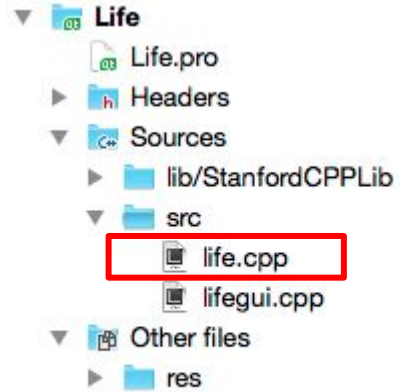 Life
Life.pro
Headers
Sources
lib/StanfordCPPLib
src
life.cpp
lifegui.cpp
Other files
res